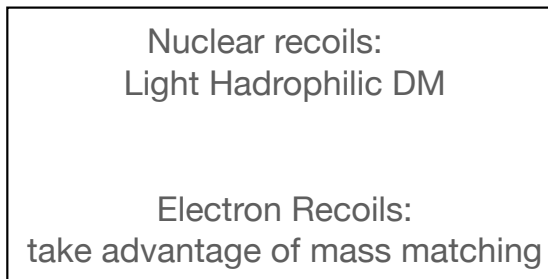 Nuclear recoils:
Light Hadrophilic DM
Electron Recoils:
take advantage of mass matching